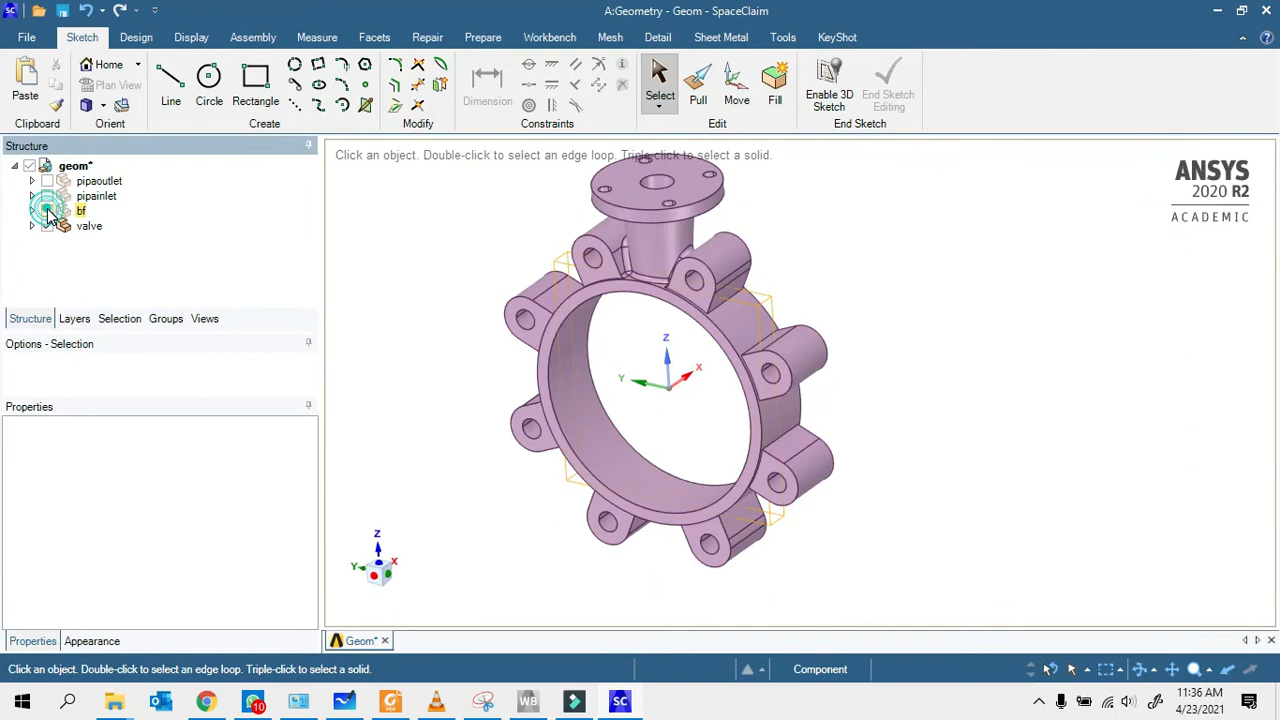 SC
A:Geometry - Geom - SpaceClaim
File Sketch Design Display Assembly Measure Facets Repair Prepare Workbench Mesh Detail Sheet Metal Tools KeyShot
Home
Plan View
Paste
Line Circle Rectangle
Dimension
Select Pull Move Fill
Enable 3D Sketch
End Sketch Editing
Clipboard Orient Create Modify Constraints Edit End Sketch
Structure
geom*
pipaoutlet
pipainlet
bf
valve
Structure Layers Selection Groups Views
Options - Selection
Properties
Properties Appearance
Click an object. Double-click to select an edge loop. Triple-click to select a solid.
ANSYS
2020 R2
ACADEMIC
Z
X
Y
Z
X
Y
Geom*
Click an object. Double-click to select an edge loop. Triple-click to select a solid.
Component
10
WB
SC
11:36 AM
4/23/2021